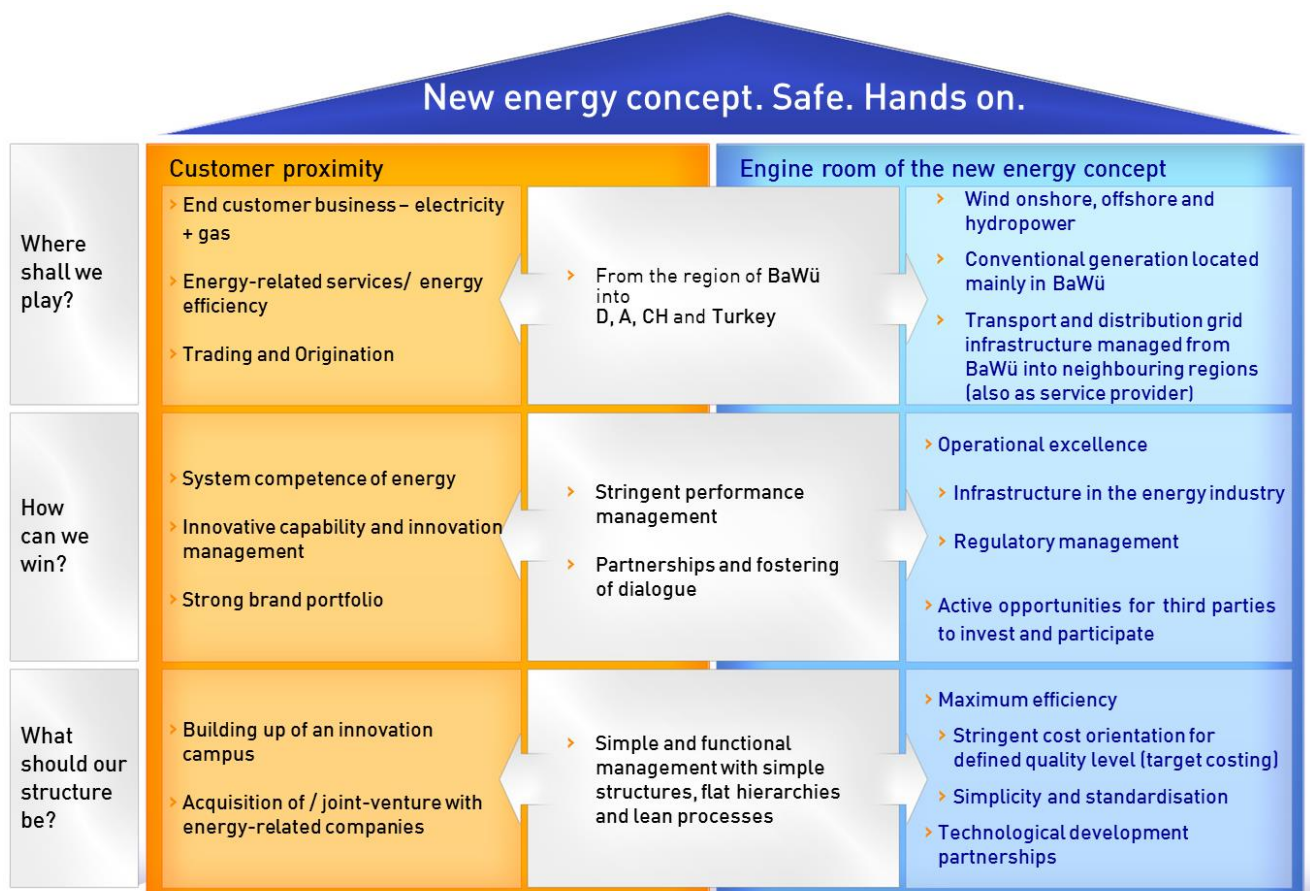 New energy concept. Safe. Hands on.
Customer proximity
Engine room of the new energy concept
Where
shall we
play?
› End customer business – electricity
+ gas
› Energy-related services/ energy
efficiency
› Trading and Origination
› From the region of BaWü
into
D, A, CH and Turkey
› Wind onshore, offshore and
hydropower
› Conventional generation located
mainly in BaWü
› Transport and distribution grid
infrastructure managed from
BaWü into neighbouring regions
(also as service provider)
How
can we
win?
› System competence of energy
› Innovative capability and innovation
management
› Strong brand portfolio
› Stringent performance
management
› Partnerships and fostering
of dialogue
› Operational excellence
› Infrastructure in the energy industry
› Regulatory management
› Active opportunities for third parties
to invest and participate
What
should our
structure
be?
› Building up of an innovation
campus
› Acquisition of / joint-venture with
energy-related companies
› Simple and functional
management with simple
structures, flat hierarchies
and lean processes
› Maximum efficiency
› Stringent cost orientation for
defined quality level (target costing)
› Simplicity and standardisation
› Technological development
partnerships